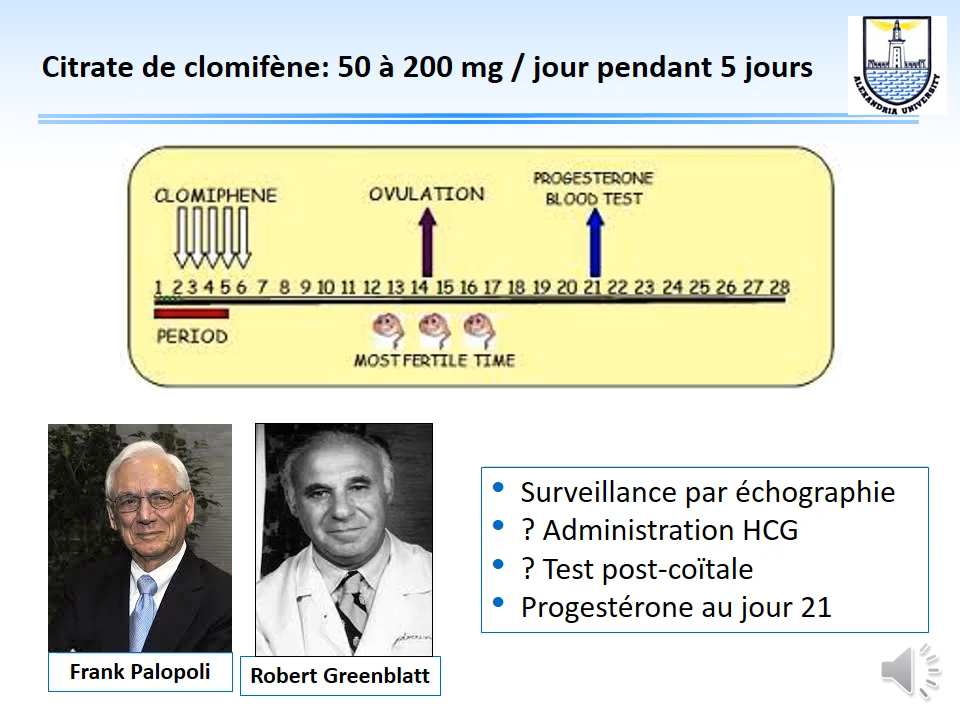 Citrate de clomifène: 50 à 200 mg / jour pendant 5 jours
ALEXANDRIA UNIVERSITY
CLOMIPHENE
OVULATION
PROGESTERONE
BLOOD TEST
1 2 3 4 5 6 7 8 9 10 11 12 13 14 15 16 17 18 19 20 21 22 23 24 25 26 27 28
PERIOD
MOST FERTILE TIME
Frank Palopoli
Robert Greenblatt
• Surveillance par échographie
• ? Administration HCG
• ? Test post-coïtale
• Progestérone au jour 21